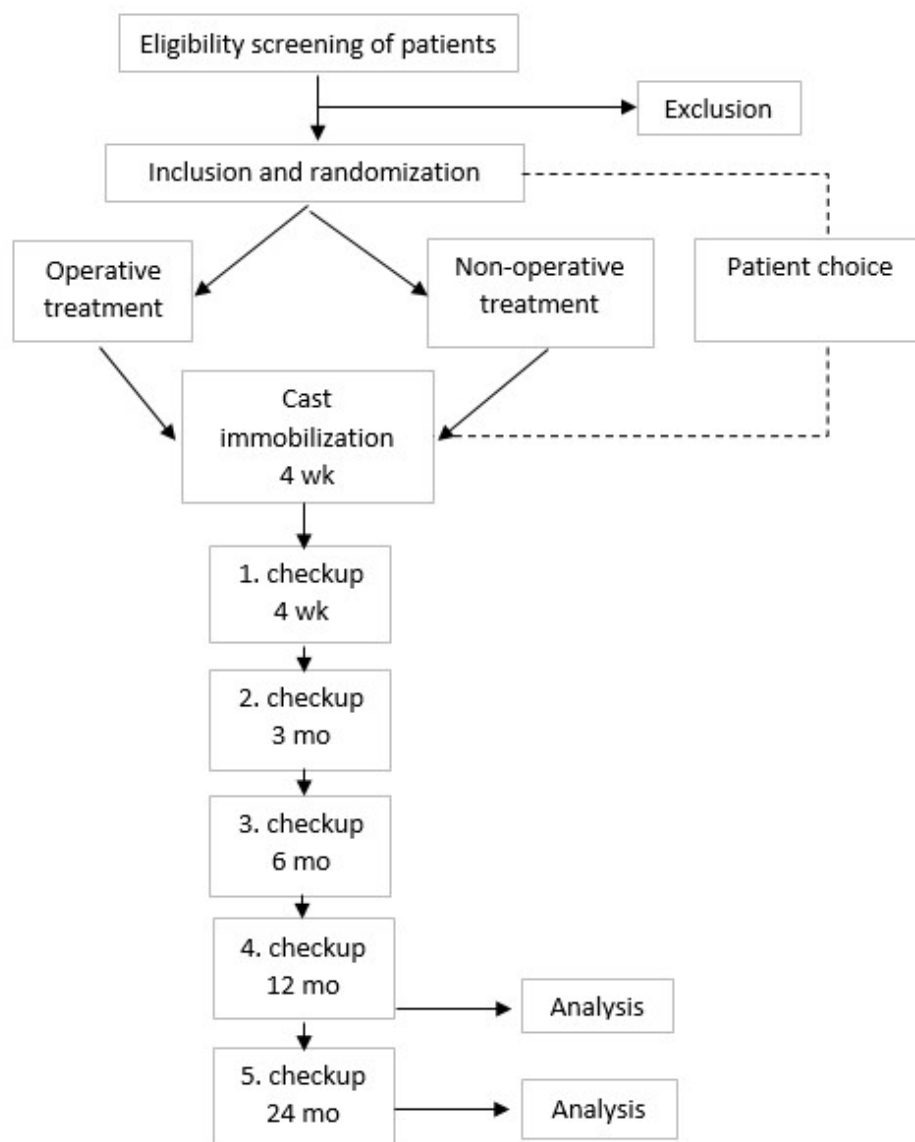 Eligibility screening of patients
Exclusion
Inclusion and randomization
Operative
treatment
Non-operative
treatment
Patient choice
Cast
immobilization
4 wk
1. checkup
4 wk
2. checkup
3 mo
3. checkup
6 mo
4. checkup
12 mo
Analysis
5. checkup
24 mo
Analysis